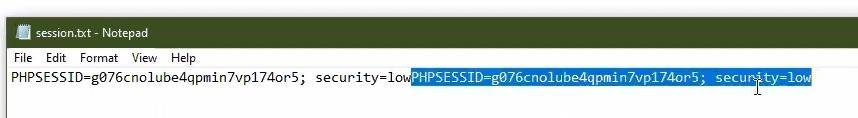 session.txt - Notepad
File Edit Format View Help
PHPSESSID=g076cnolube4qpmin7vp174or5; security=lowPHPSESSID=g076cnolube4qpmin7vp174or5; security=low